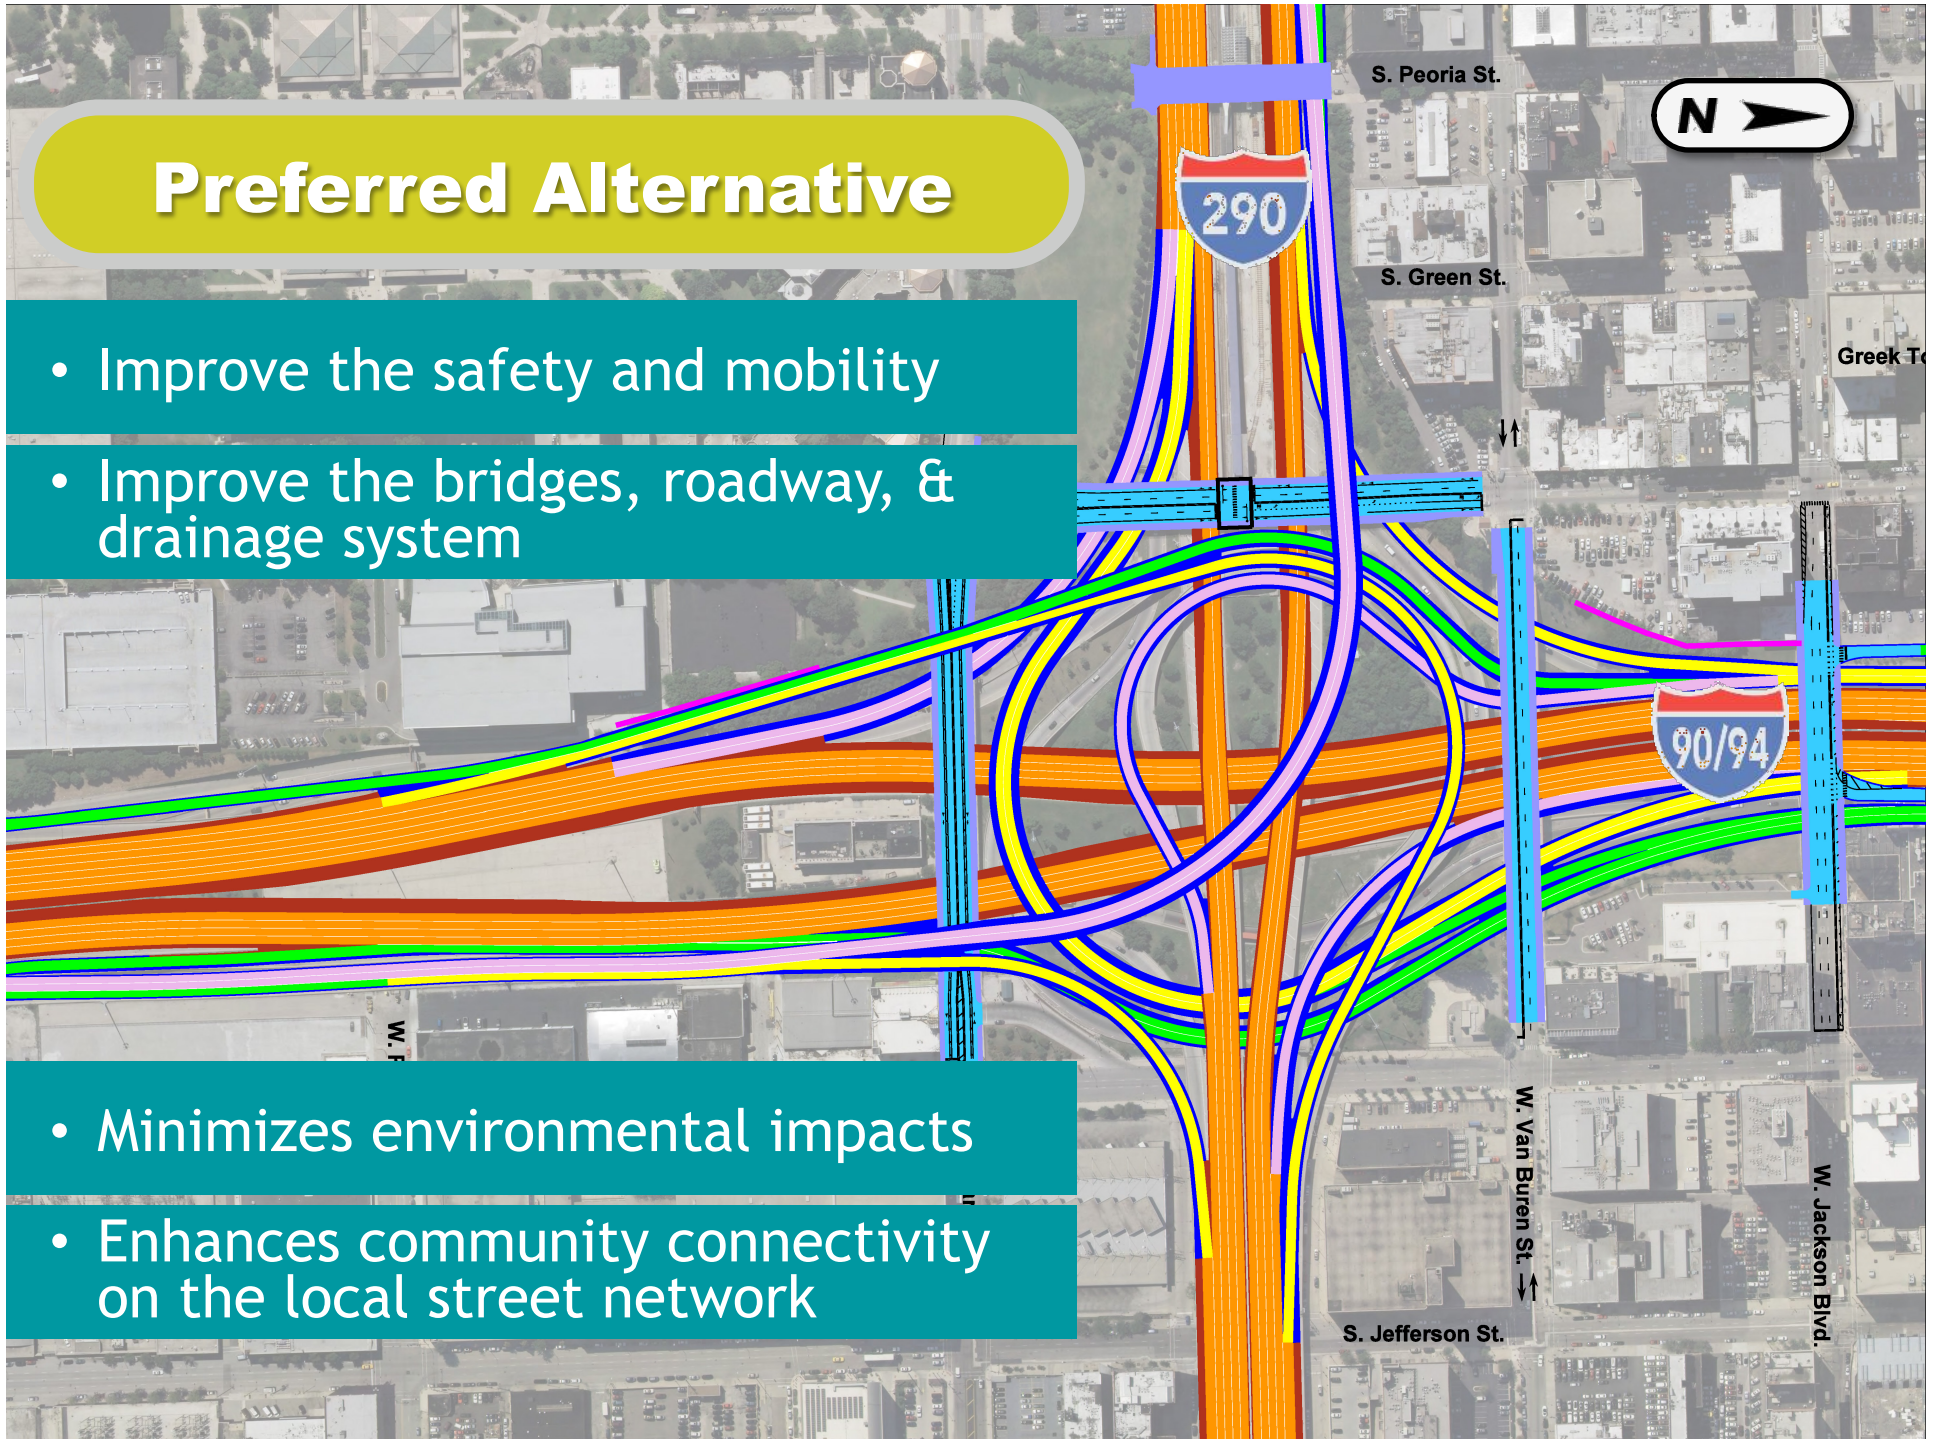 S. Peoria St.
N
Preferred Alternative
290
S. Green St.
• Improve the safety and mobility
• Improve the bridges, roadway, &
drainage system
90/94
• Minimizes environmental impacts
• Enhances community connectivity
on the local street network
W. Van Buren St.
W. Jackson Blvd.
S. Jefferson St.
Greek
W.